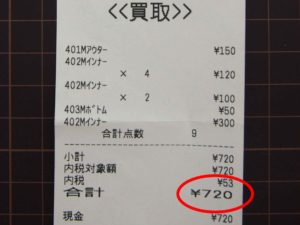 <<買取>>
401Mアウター ¥150
402Mインナー
× 4 ¥120
402Mインナー
× 2 ¥100
403Mボトム ¥50
402Mインナー ¥300
合計点数 9
小計 ¥720
内税対象額 ¥720
内税 ¥53
合計 ¥720
現金 ¥720